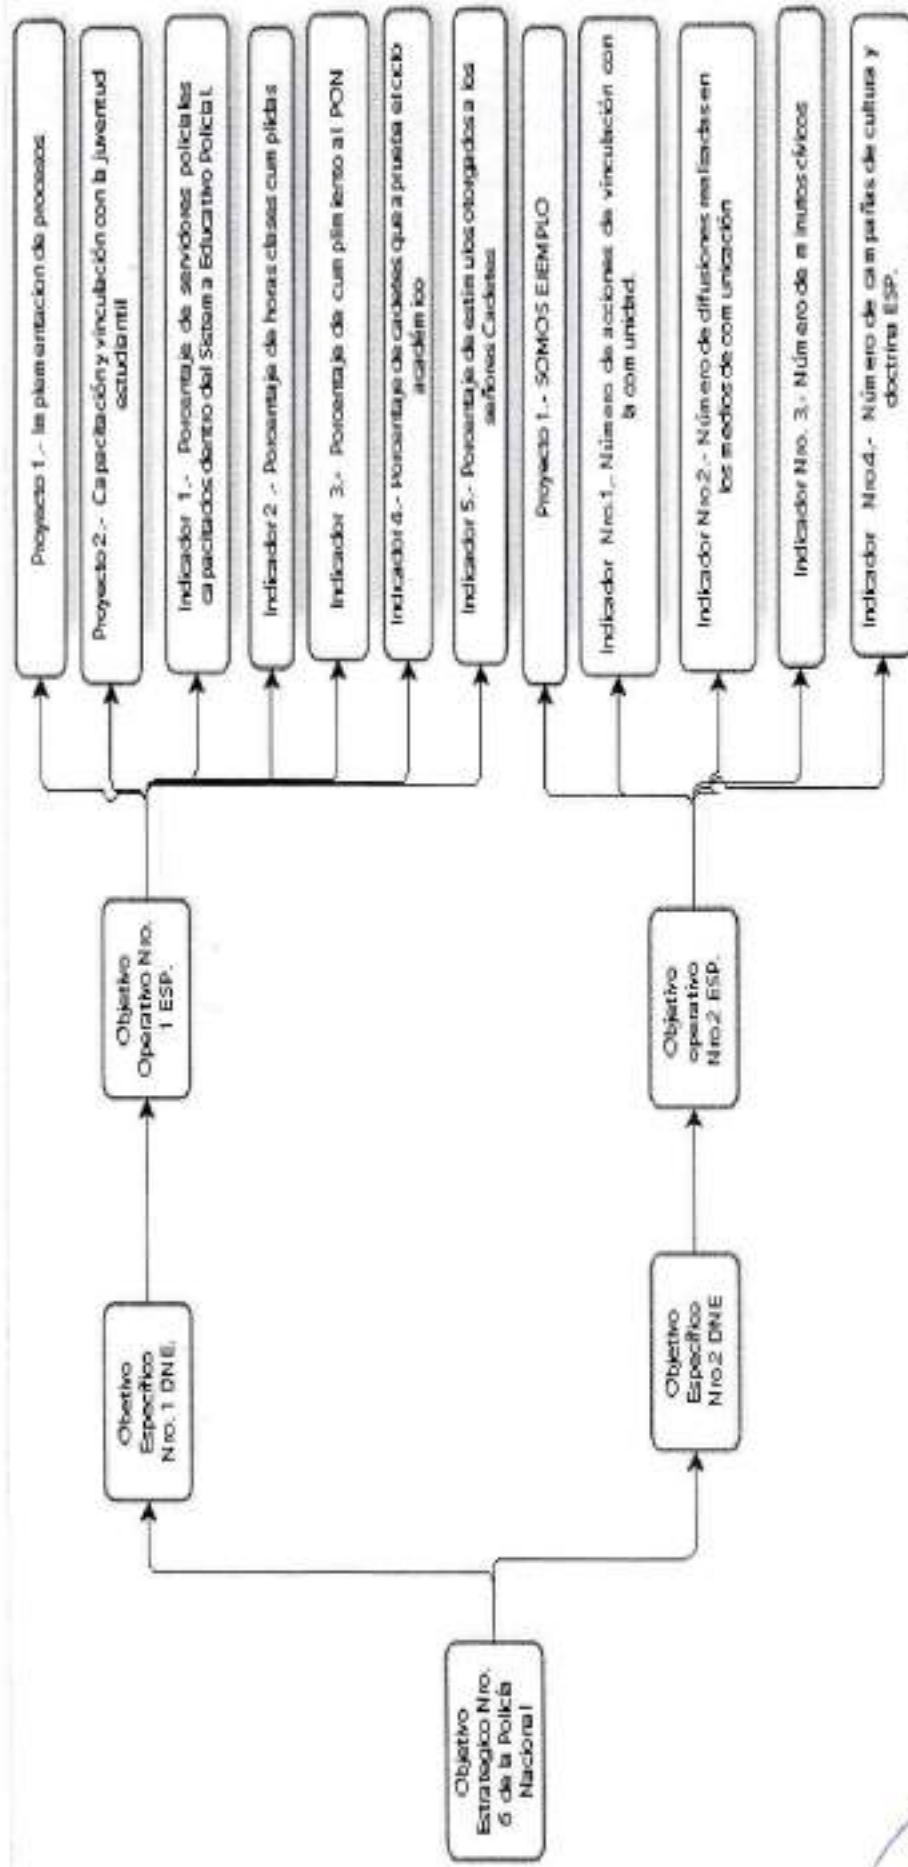 Objetivo
Estrategico Nro.
6 de la Policía
Nacional
Obetivo
Específico
Nro. 1 DNE.
Objetivo
Operativo Nro.
1 ESP.
Proyecto 1.- Implementacion de procesos
Proyecto 2.- Capacitación y vinculación con la juventud
estudiantil
Indicador 1.- Porcentaje de servidores policiales
capacitados dentro del Sistema Educativo Policial.
Indicador 2.- Porcentaje de horas clases cumplidas
Indicador 3.- Porcentaje de cumplimiento al PON
Indicador 4.- Porcentaje de cadetes que aprueba el ciclo
académico
Indicador 5.- Porcentaje de estímulos otorgados a los
señores Cadetes
Objetivo
Específico
Nro.2 DNE
Objetivo
operativo
Nro.2 ESP.
Proyecto 1.- SOMOS EJEMPLO
Indicador Nro.1.- Número de acciones de vinculación con
la comunidad.
Indicador Nro.2.- Número de difusiones realizadas en
los medios de comunicación
Indicador Nro. 3.- Número de minutos cívicos
Indicador Nro.4.- Número de campañas de cultura y
doctrina ESP.